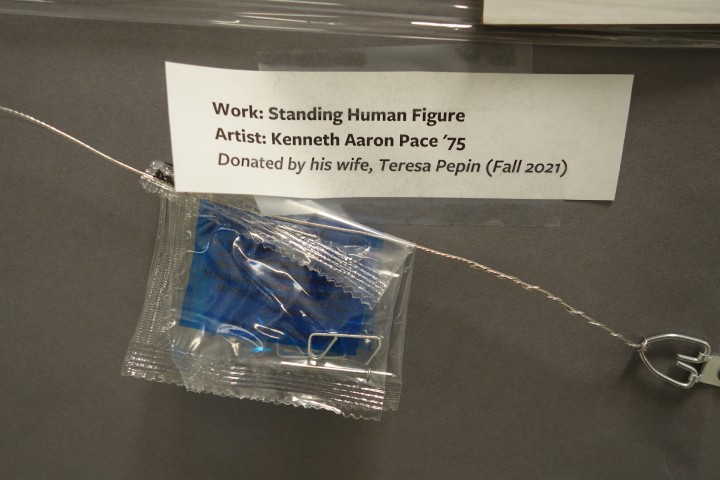 Work: Standing Human Figure
Artist: Kenneth Aaron Pace '75
Donated by his wife, Teresa Pepin (Fall 2021)